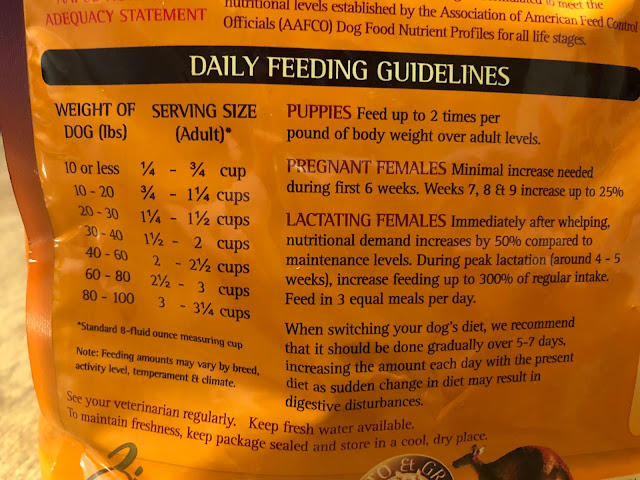 ADEQUACY STATEMENT
nutritional levels established by the Association of American Feed Control
Officials (AAFCO) Dog Food Nutrient Profiles for all life stages.
DAILY FEEDING GUIDELINES
WEIGHT OF DOG (lbs) SERVING SIZE (Adult)*
10 or less ¼ - ¾ cup
10 - 20 ¾ - 1¼ cups
20 - 30 1¼ - 1½ cups
30 - 40 1½ - 2 cups
40 - 60 2 - 2½ cups
60 - 80 2½ - 3 cups
80 - 100 3 - 3¼ cups
*Standard 8-fluid ounce measuring cup
Note: Feeding amounts may vary by breed,
activity level, temperament & climate.
PUPPIES Feed up to 2 times per
pound of body weight over adult levels.
PREGNANT FEMALES Minimal increase needed
during first 6 weeks. Weeks 7, 8 & 9 increase up to 25%
LACTATING FEMALES Immediately after whelping,
nutritional demand increases by 50% compared to
maintenance levels. During peak lactation (around 4 - 5
weeks), increase feeding up to 300% of regular intake.
Feed in 3 equal meals per day.
When switching your dog's diet, we recommend
that it should be done gradually over 5-7 days,
increasing the amount each day with the present
diet as sudden change in diet may result in
digestive disturbances.
See your veterinarian regularly. Keep fresh water available.
To maintain freshness, keep package sealed and store in a cool, dry place.